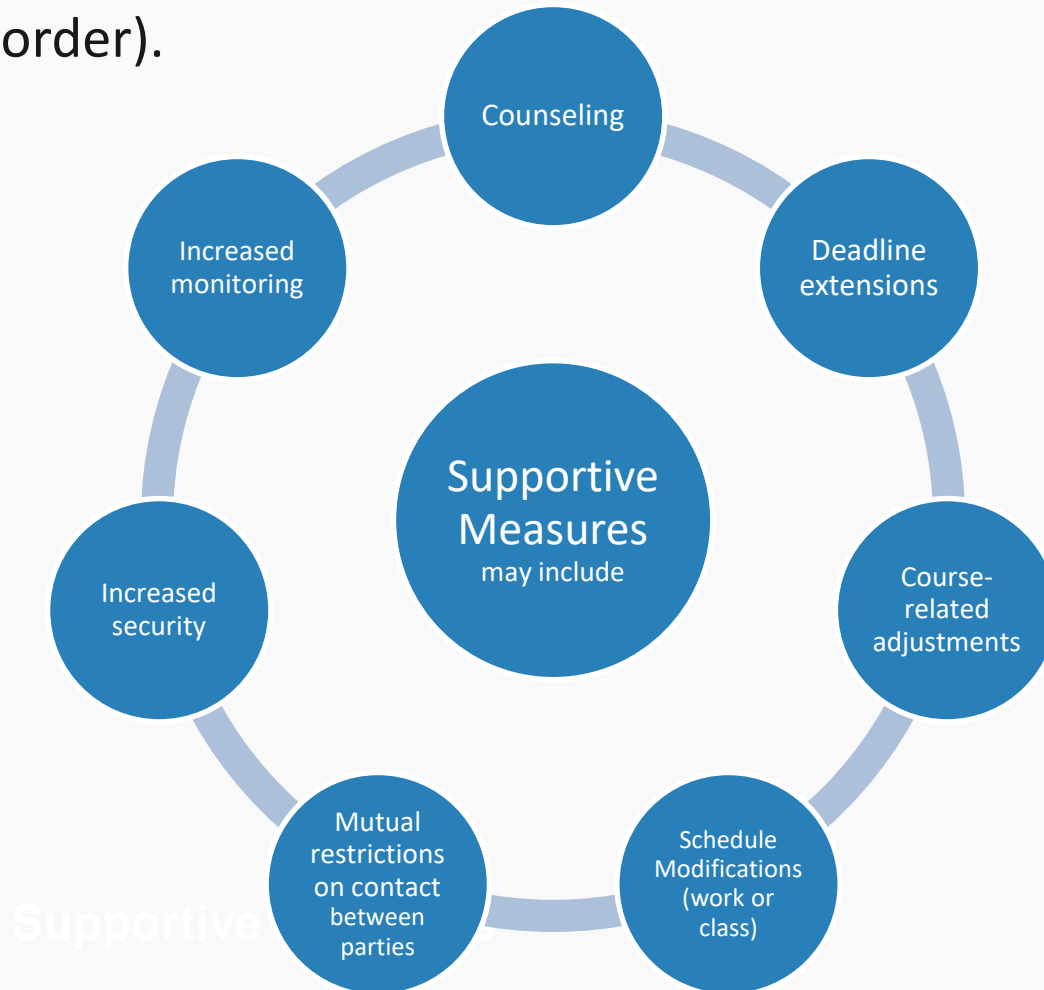 order).
Counseling
Deadline
extensions
Course-
related
adjustments
Schedule
Modifications
(work or
class)
Mutual
restrictions
on contact
between
parties
Increased
security
Increased
monitoring
Supportive
Measures
may include
Supportive